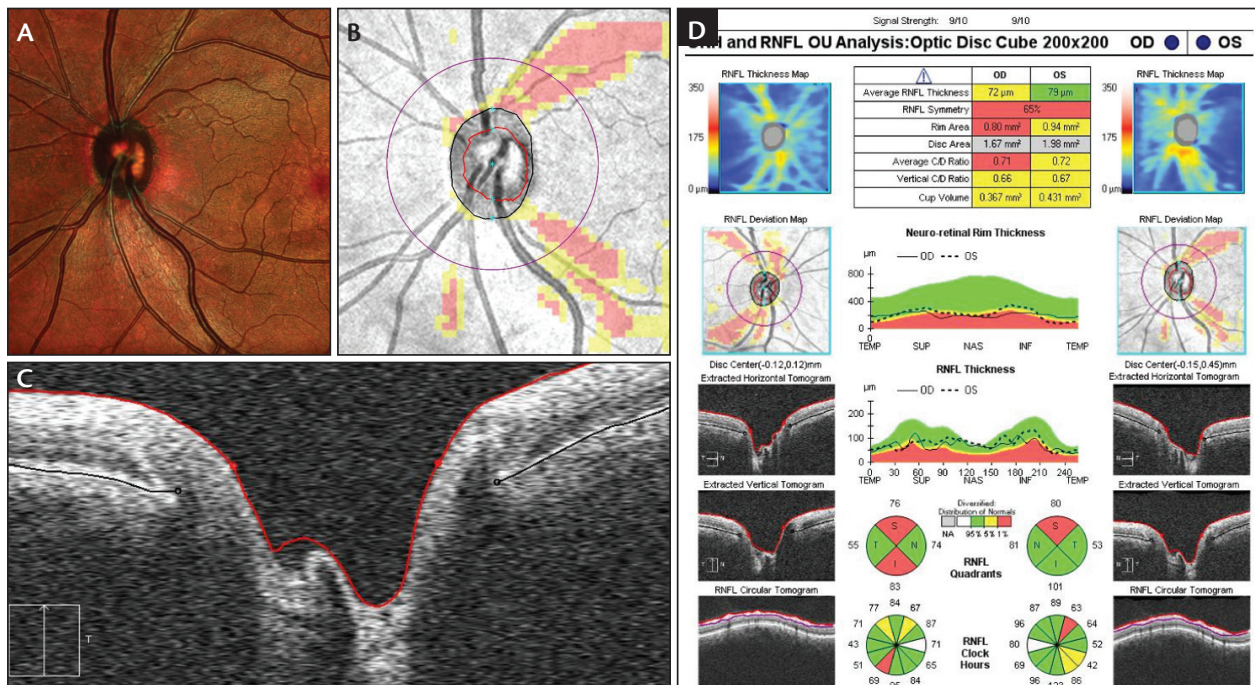 A
B
C
T
D
Signal Strength: 9/10 9/10
and RNFL OU Analysis:Optic Disc Cube 200x200 OD OS
RNFL Thickness Map
350
175
0 µm
OD OS
Average RNFL Thickness 72 µm 79 µm
RNFL Symmetry 65%
Rim Area 0.80 mm² 0.94 mm²
Disc Area 1.67 mm² 1.98 mm²
Average C/D Ratio 0.71 0.72
Vertical C/D Ratio 0.66 0.67
Cup Volume 0.367 mm³ 0.431 mm³
RNFL Thickness Map
350
175
0 µm
RNFL Deviation Map
Disc Center(-0.12,0.12)mm
Neuro-retinal Rim Thickness
µm OD OS
800
400
0
TEMP SUP NAS INF TEMP
RNFL Deviation Map
Disc Center(-0.15,0.45)mm
Extracted Horizontal Tomogram
T N
RNFL Thickness
µm OD OS
200
100
0
0 30 60 90 120 150 180 210 240
TEMP SUP NAS INF TEMP
Extracted Horizontal Tomogram
Extracted Vertical Tomogram
Extracted Vertical Tomogram
Diversified:
Distribution of Normals
NA 95% 5% 1%
76
S
55 T N 74
I
83
RNFL
Quadrants
80
S
81 N T 53
I
101
RNFL Circular Tomogram
RNFL Circular Tomogram
84
77 67
71 87
43 71
51 65
69 84
RNFL
Clock
Hours
89
87 63
96 64
80 52
69 42
96 86